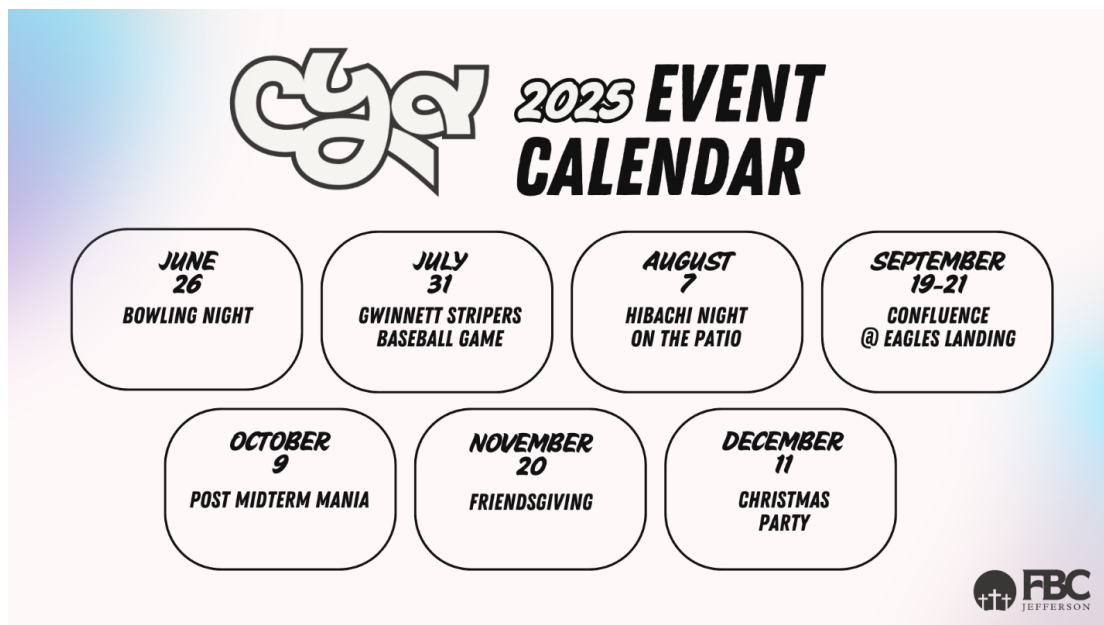 cya 2025 EVENT
CALENDAR
JUNE
26
BOWLING NIGHT
JULY
31
GWINNETT STRIPERS
BASEBALL GAME
AUGUST
7
HIBACHI NIGHT
ON THE PATIO
SEPTEMBER
19-21
CONFLUENCE
@ EAGLES LANDING
OCTOBER
9
POST MIDTERM MANIA
NOVEMBER
20
FRIENDSGIVING
DECEMBER
11
CHRISTMAS
PARTY
FBC
JEFFERSON